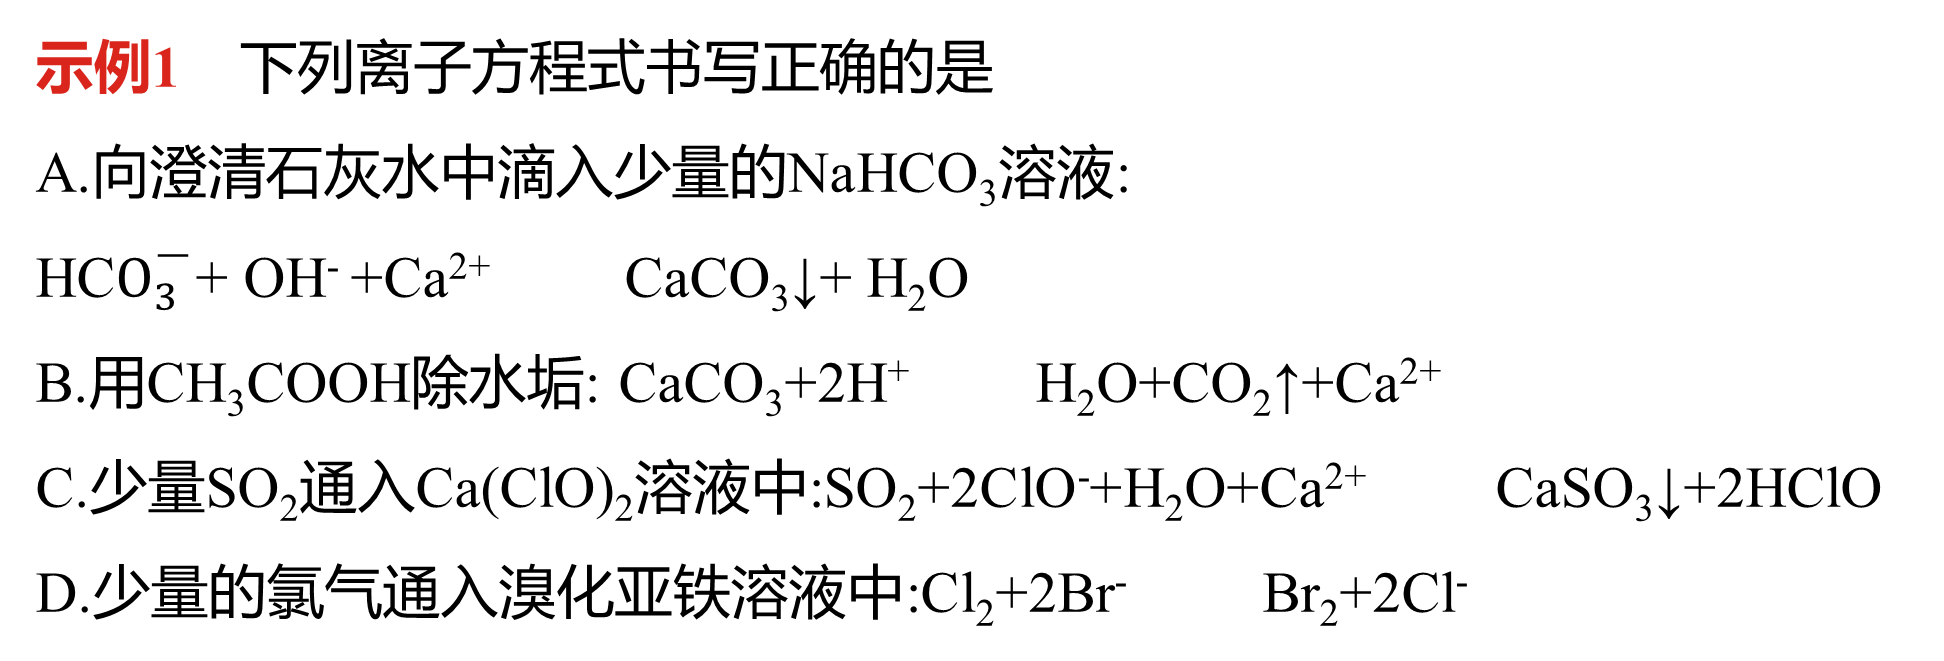 示例1 下列离子方程式书写正确的是
A.向澄清石灰水中滴入少量的NaHCO₃溶液:
HCO₃⁻+ OH⁻ +Ca²⁺ CaCO₃↓+ H₂O
B.用CH₃COOH除水垢: CaCO₃+2H⁺ H₂O+CO₂↑+Ca²⁺
C.少量SO₂通入Ca(ClO)₂溶液中:SO₂+2ClO⁻+H₂O+Ca²⁺ CaSO₃↓+2HClO
D.少量的氯气通入溴化亚铁溶液中:Cl₂+2Br⁻ Br₂+2Cl⁻